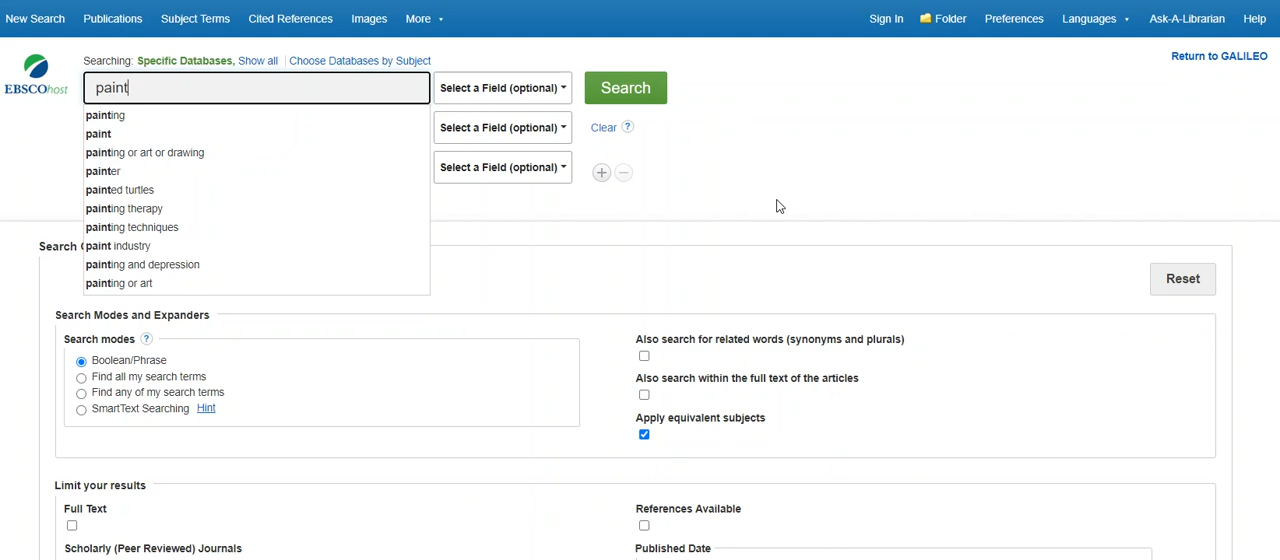 New Search Publications Subject Terms Cited References Images More Sign In Folder Preferences Languages Ask-A-Librarian Help
Searching: Specific Databases, Show all Choose Databases by Subject Return to GALILEO
EBSCOhost
paint Select a Field (optional) Search
painting
paint Select a Field (optional) Clear ?
painting or art or drawing
painter Select a Field (optional) + −
painted turtles
painting therapy
painting techniques
paint industry
painting and depression
painting or art
Search
Reset
Search Modes and Expanders
Search modes ?
Boolean/Phrase
Find all my search terms
Find any of my search terms
SmartText Searching Hint
Also search for related words (synonyms and plurals)
Also search within the full text of the articles
Apply equivalent subjects
Limit your results
Full Text References Available
Scholarly (Peer Reviewed) Journals Published Date